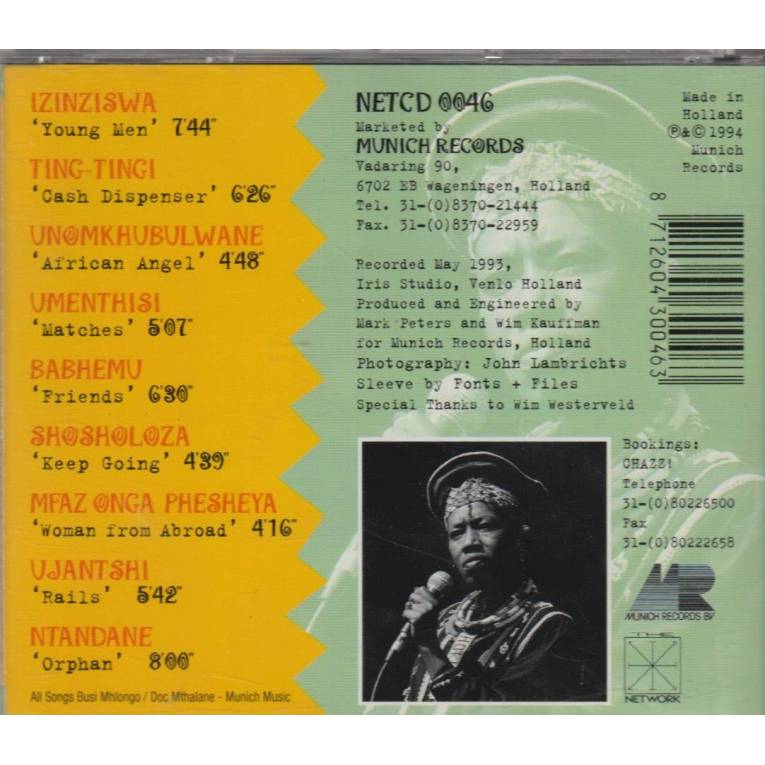 IZINZISWA
'Young Men' 7'44"
TING-TINGI
'Cash Dispenser' 6'26"
UNOMKHUBULWANE
'African Angel' 4'48"
UMENTHISI
'Matches' 5'07"
BABHEMU
'Friends' 6'30"
SHOSHOLOZA
'Keep Going' 4'39"
MFAZ ONGA PHESHEYA
'Woman from Abroad' 4'16"
UJANTSHI
'Rails' 5'42"
NTANDANE
'Orphan' 8'00"
All Songs Busi Mhlongo / Doc Mthalane - Munich Music
NETCD 0046
Marketed by
MUNICH RECORDS
Vadaring 90,
6702 EB Wageningen, Holland
Tel. 31-(0)8370-21444
Fax. 31-(0)8370-22959
Recorded May 1993,
Iris Studio, Venlo Holland
Produced and Engineered by
Mark Peters and Wim Kauffman
for Munich Records, Holland
Photography: John Lambrichts
Sleeve by Fonts + Files
Special Thanks to Wim Westerveld
Made in
Holland
℗&© 1994
Munich
Records
8 712604 300463
Bookings:
CHAZZ!
Telephone
31-(0)80226500
Fax
31-(0)80222658
MR
MUNICH RECORDS BV
THE
NETWORK